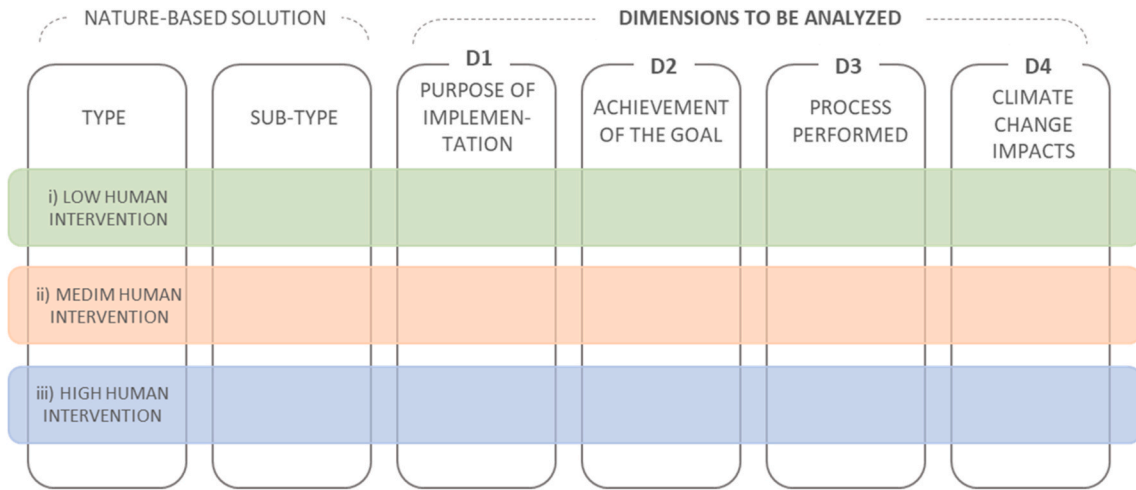 NATURE-BASED SOLUTION
DIMENSIONS TO BE ANALYZED
TYPE
SUB-TYPE
D1
PURPOSE OF
IMPLEMEN-
TATION
D2
ACHIEVEMENT
OF THE GOAL
D3
PROCESS
PERFORMED
D4
CLIMATE
CHANGE
IMPACTS
i) LOW HUMAN
INTERVENTION
ii) MEDIM HUMAN
INTERVENTION
iii) HIGH HUMAN
INTERVENTION